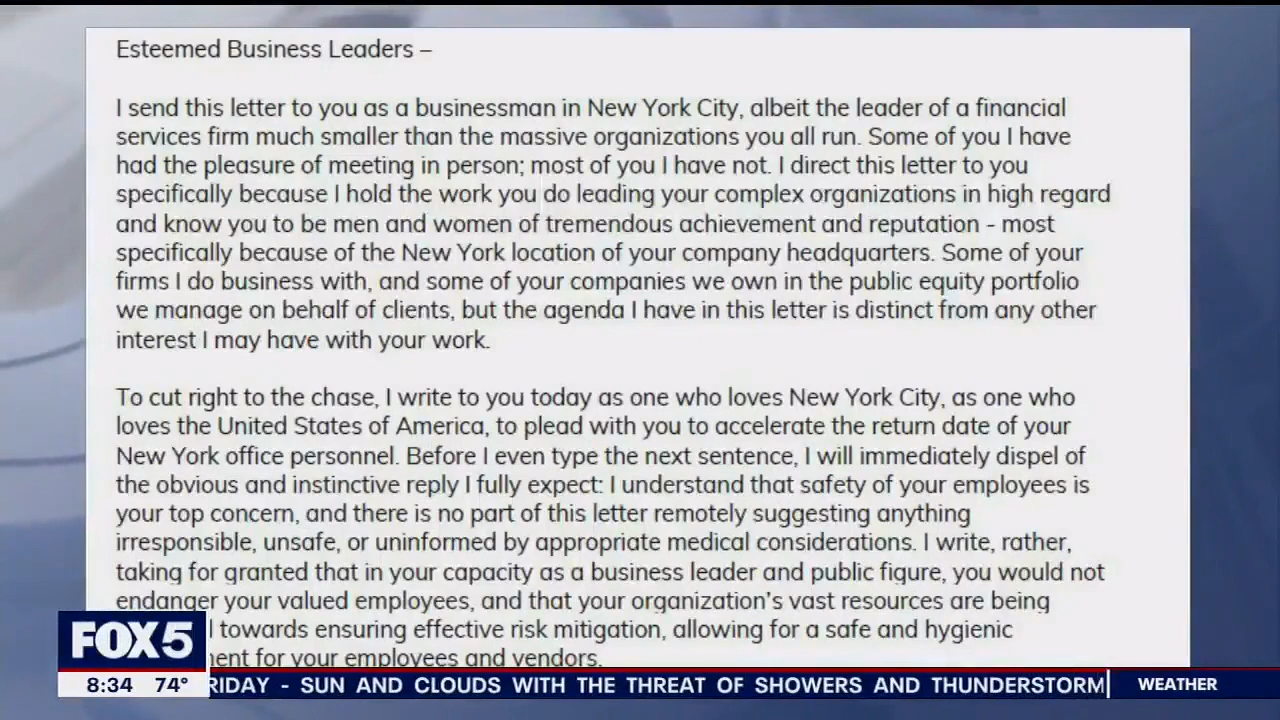 Esteemed Business Leaders –
I send this letter to you as a businessman in New York City, albeit the leader of a financial
services firm much smaller than the massive organizations you all run. Some of you I have
had the pleasure of meeting in person; most of you I have not. I direct this letter to you
specifically because I hold the work you do leading your complex organizations in high regard
and know you to be men and women of tremendous achievement and reputation - most
specifically because of the New York location of your company headquarters. Some of your
firms I do business with, and some of your companies we own in the public equity portfolio
we manage on behalf of clients, but the agenda I have in this letter is distinct from any other
interest I may have with your work.
To cut right to the chase, I write to you today as one who loves New York City, as one who
loves the United States of America, to plead with you to accelerate the return date of your
New York office personnel. Before I even type the next sentence, I will immediately dispel of
the obvious and instinctive reply I fully expect: I understand that safety of your employees is
your top concern, and there is no part of this letter remotely suggesting anything
irresponsible, unsafe, or uninformed by appropriate medical considerations. I write, rather,
taking for granted that in your capacity as a business leader and public figure, you would not
endanger your valued employees, and that your organization's vast resources are being
towards ensuring effective risk mitigation, allowing for a safe and hygienic
for your employees and vendors.
FOX5
8:34 74°
RIDAY - SUN AND CLOUDS WITH THE THREAT OF SHOWERS AND THUNDERSTORM
WEATHER